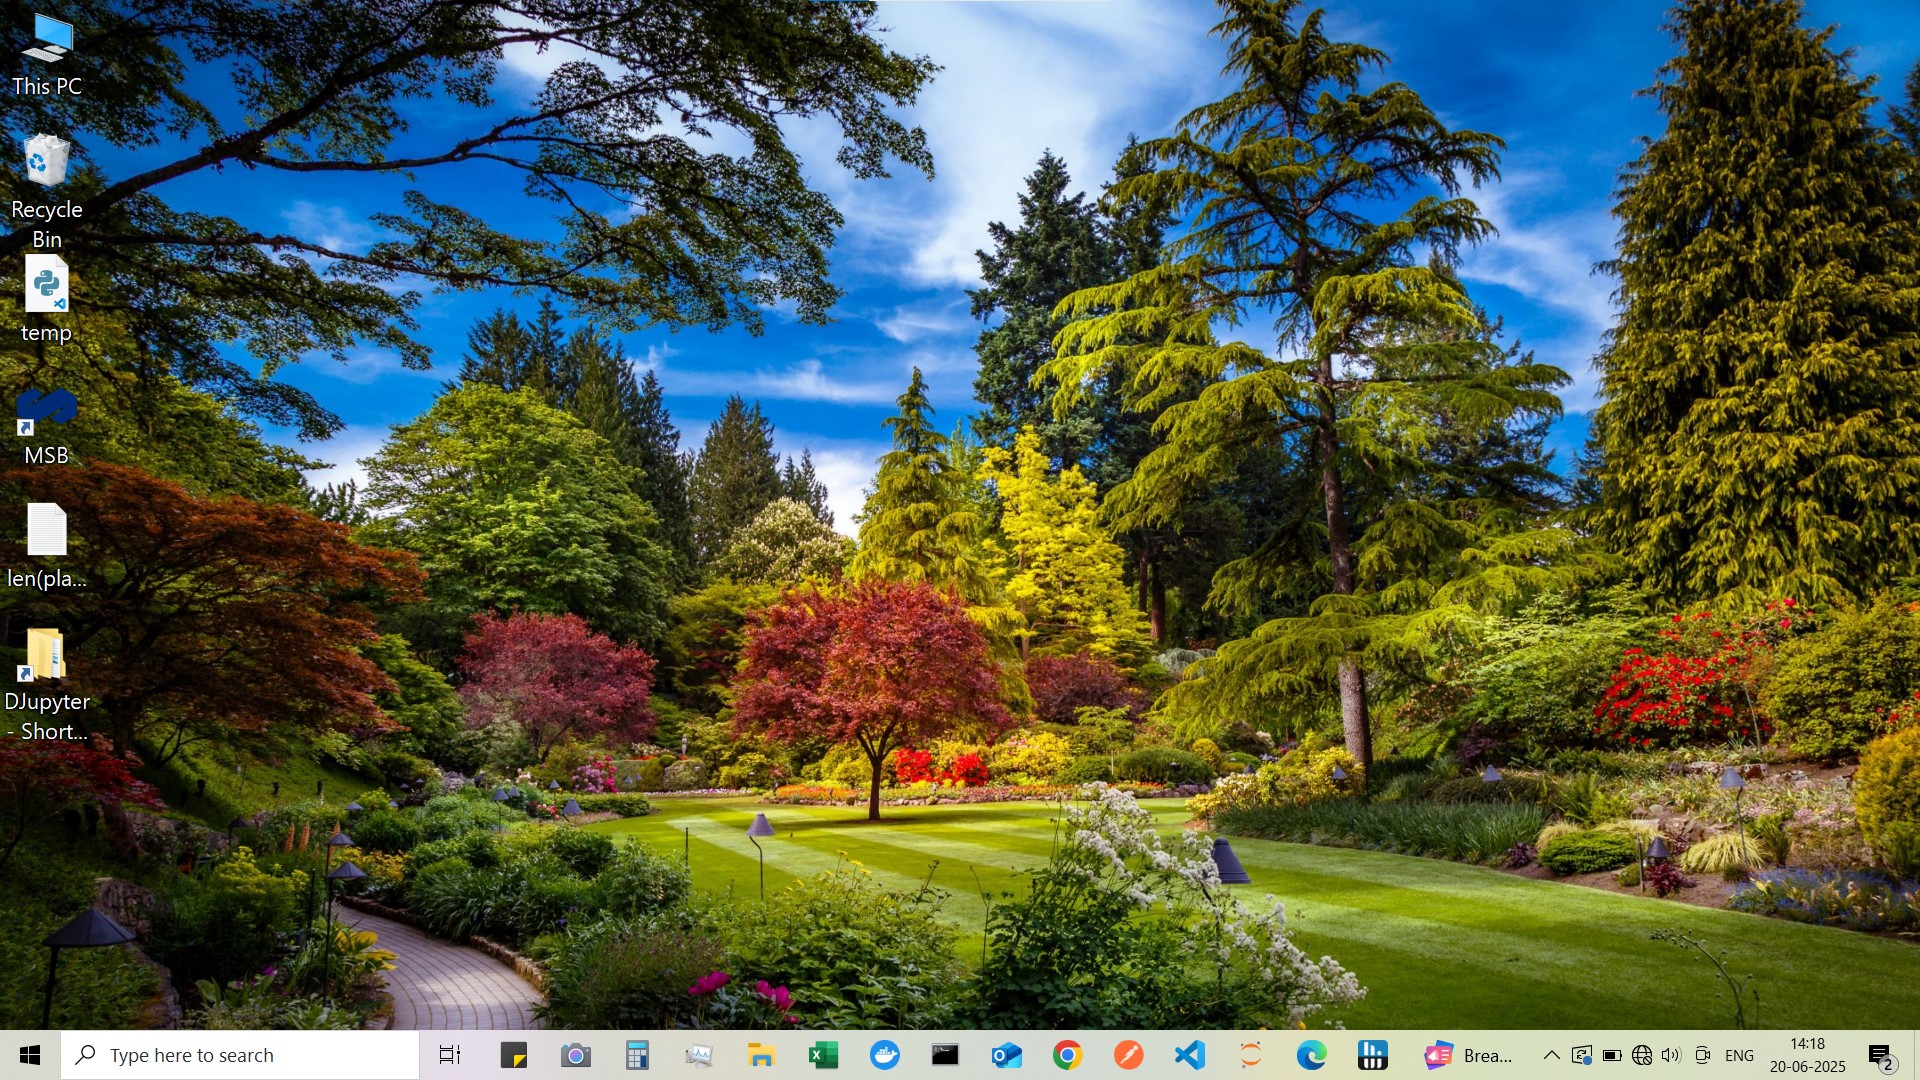 This PC
Recycle
Bin
temp
MSB
len(pla...
DJupyter
- Short...
Type here to search
Brea...
ENG
14:18
20-06-2025
2